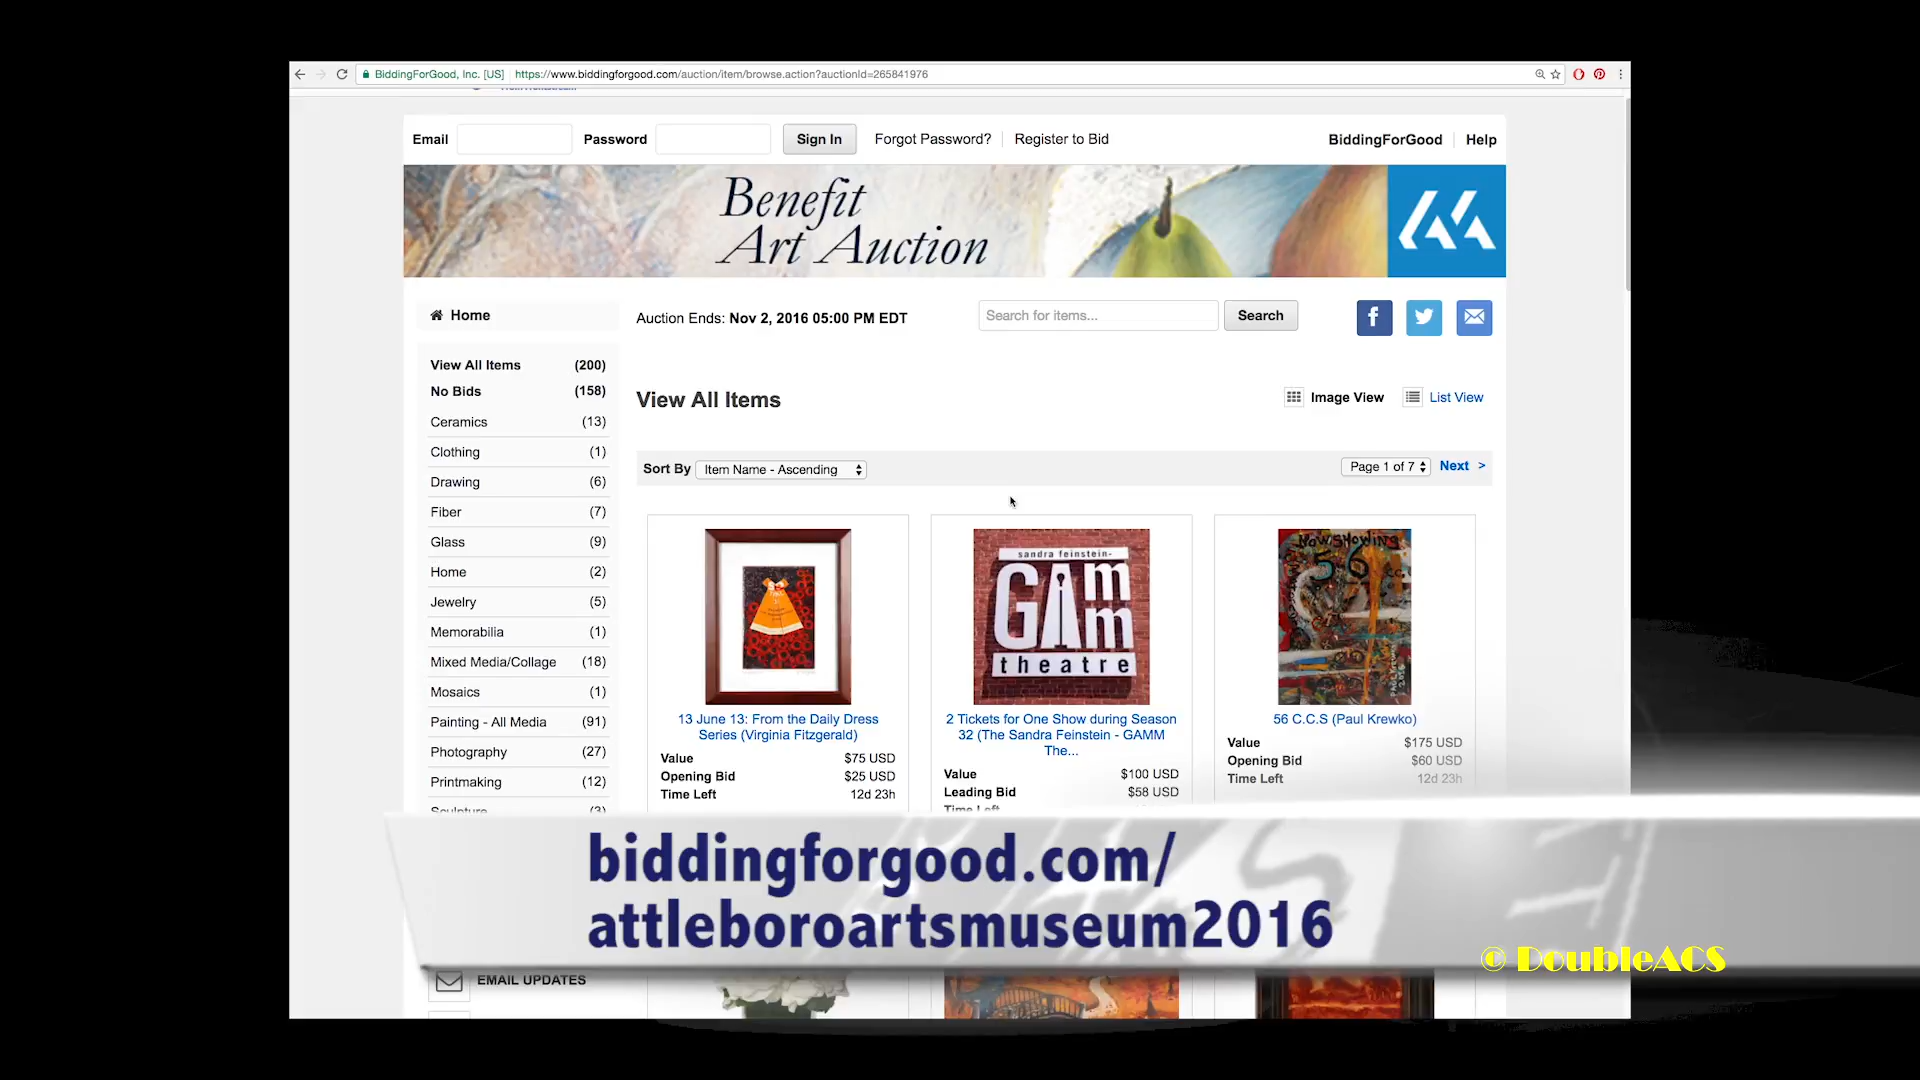 BiddingForGood, Inc. [US]
https://www.biddingforgood.com/auction/item/browse.action?auctionId=265841976
Email
Password
Sign In
Forgot Password?
Register to Bid
BiddingForGood
Help
Benefit
Art Auction
Home
Auction Ends: Nov 2, 2016 05:00 PM EDT
Search for items...
Search
View All Items (200)
No Bids (158)
Ceramics (13)
Clothing (1)
Drawing (6)
Fiber (7)
Glass (9)
Home (2)
Jewelry (5)
Memorabilia (1)
Mixed Media/Collage (18)
Mosaics (1)
Painting - All Media (91)
Photography (27)
Printmaking (12)
Sculpture (3)
EMAIL UPDATES
View All Items
Image View
List View
Sort By
Item Name - Ascending
Page 1 of 7
Next >
13 June 13: From the Daily Dress
Series (Virginia Fitzgerald)
Value $75 USD
Opening Bid $25 USD
Time Left 12d 23h
sandra feinstein-
GAmm
theatre
2 Tickets for One Show during Season
32 (The Sandra Feinstein - GAMM
The...
Value $100 USD
Leading Bid $58 USD
Time Left
NOW SHOWING
56
56 C.C.S (Paul Krewko)
Value $175 USD
Opening Bid $60 USD
Time Left 12d 23h
biddingforgood.com/
attleboroartsmuseum2016
© DoubleACS